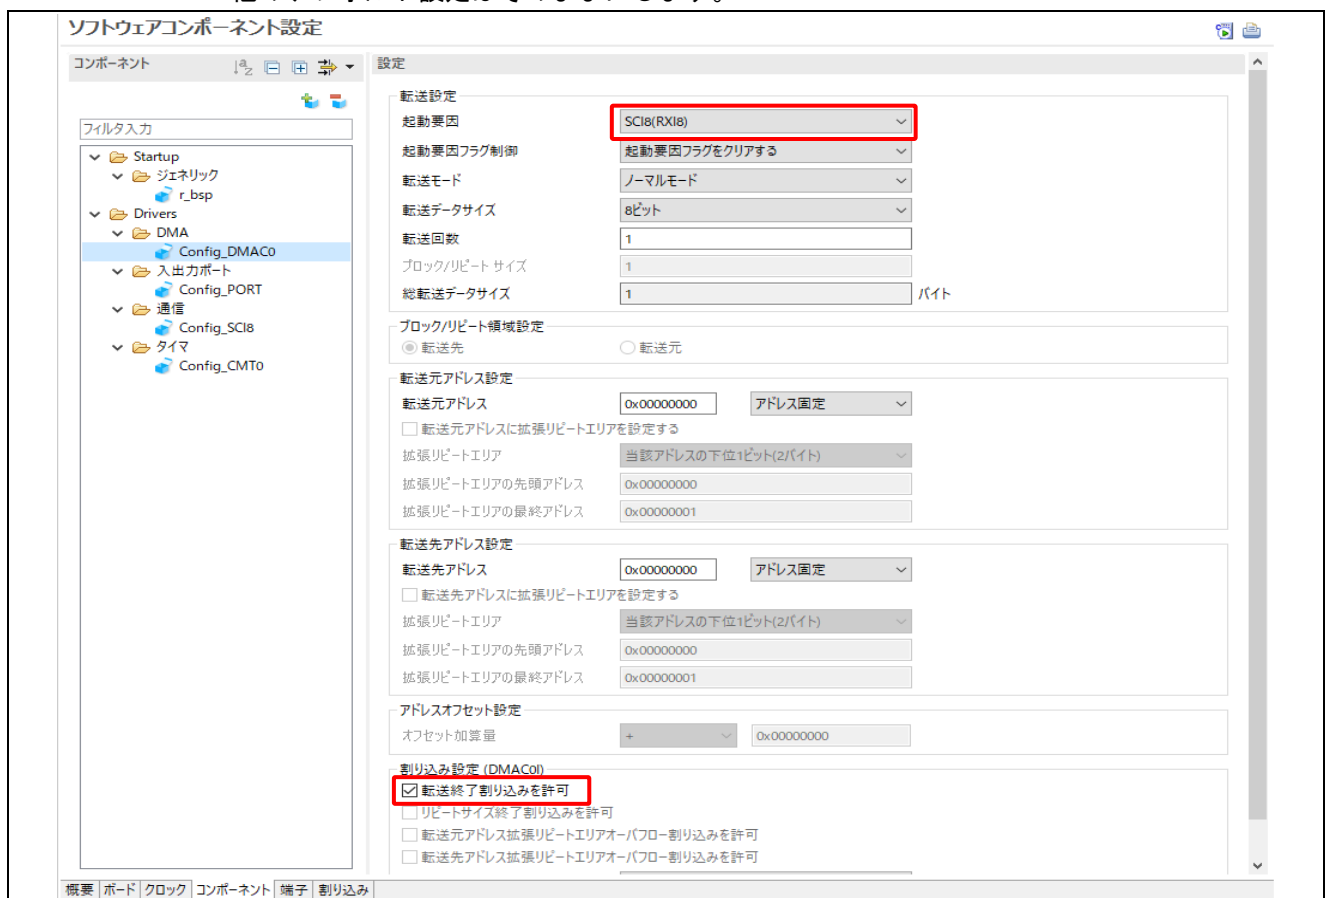 ソフトウェアコンポーネント設定
コンポーネント
フィルタ入力
Startup
ジェネリック
r_bsp
Drivers
DMA
Config_DMAC0
入出力ポート
Config_PORT
通信
Config_SCI8
タイマ
Config_CMT0
設定
転送設定
起動要因 SCI8(RXI8)
起動要因フラグ制御 起動要因フラグをクリアする
転送モード ノーマルモード
転送データサイズ 8ビット
転送回数 1
ブロック/リピート サイズ 1
総転送データサイズ 1 バイト
ブロック/リピート領域設定
転送先 転送元
転送元アドレス設定
転送元アドレス 0x00000000 アドレス固定
転送元アドレスに拡張リピートエリアを設定する
拡張リピートエリア 当該アドレスの下位1ビット(2バイト)
拡張リピートエリアの先頭アドレス 0x00000000
拡張リピートエリアの最終アドレス 0x00000001
転送先アドレス設定
転送先アドレス 0x00000000 アドレス固定
転送先アドレスに拡張リピートエリアを設定する
拡張リピートエリア 当該アドレスの下位1ビット(2バイト)
拡張リピートエリアの先頭アドレス 0x00000000
拡張リピートエリアの最終アドレス 0x00000001
アドレスオフセット設定
オフセット加算量 + 0x00000000
割り込み設定 (DMAC0I)
転送終了割り込みを許可
リピートサイズ終了割り込みを許可
転送元アドレス拡張リピートエリアオーバフロー割り込みを許可
転送先アドレス拡張リピートエリアオーバフロー割り込みを許可
概要 ボード クロック コンポーネント 端子 割り込み